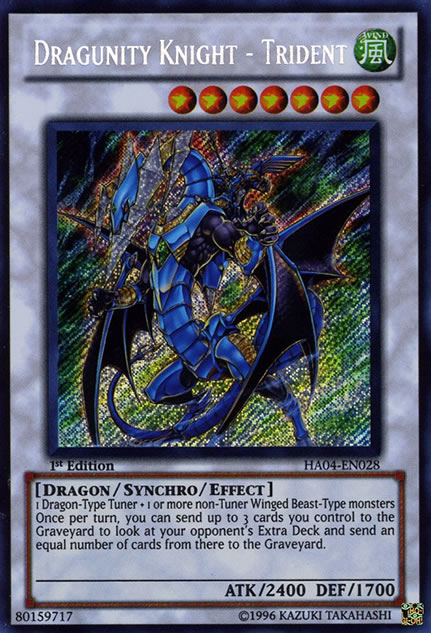 DRAGUNITY KNIGHT - TRIDENT
WIND
風
1st Edition
HA04-EN028
[DRAGON/SYNCHRO/EFFECT]
1 Dragon-Type Tuner + 1 or more non-Tuner Winged Beast-Type monsters
Once per turn, you can send up to 3 cards you control to the
Graveyard to look at your opponent's Extra Deck and send an
equal number of cards from there to the Graveyard.
ATK/2400 DEF/1700
80159717
©1996 KAZUKI TAKAHASHI